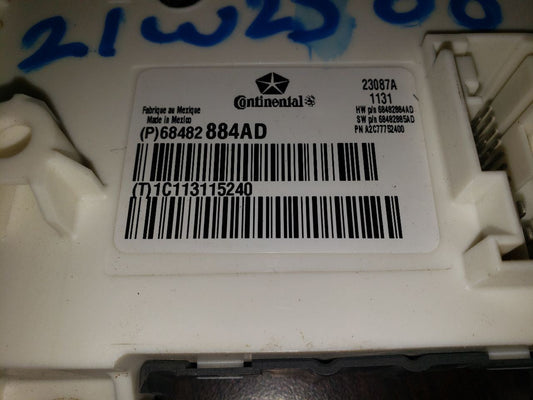 21W2500
Continental
23087A
1131
Fabriqué au Mexique
Made in Mexico
HW p/n 68482884AD
SW p/n 68482885AD
PN A2C77752400
(P)68482 884AD
(T)1C113115240